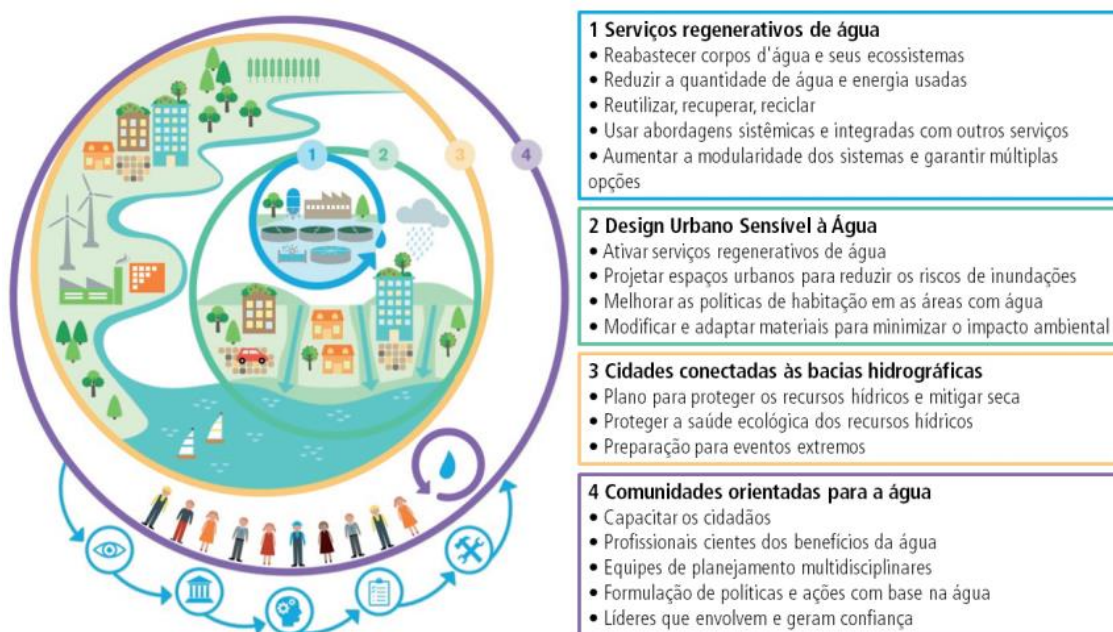 1
2
3
4
1 Serviços regenerativos de água
• Reabastecer corpos d'água e seus ecossistemas
• Reduzir a quantidade de água e energia usadas
• Reutilizar, recuperar, reciclar
• Usar abordagens sistêmicas e integradas com outros serviços
• Aumentar a modularidade dos sistemas e garantir múltiplas
opções
2 Design Urbano Sensível à Água
• Ativar serviços regenerativos de água
• Projetar espaços urbanos para reduzir os riscos de inundações
• Melhorar as políticas de habitação em as áreas com água
• Modificar e adaptar materiais para minimizar o impacto ambiental
3 Cidades conectadas às bacias hidrográficas
• Plano para proteger os recursos hídricos e mitigar seca
• Proteger a saúde ecológica dos recursos hídricos
• Preparação para eventos extremos
4 Comunidades orientadas para a água
• Capacitar os cidadãos
• Profissionais cientes dos benefícios da água
• Equipes de planejamento multidisciplinares
• Formulação de políticas e ações com base na água
• Líderes que envolvem e geram confiança